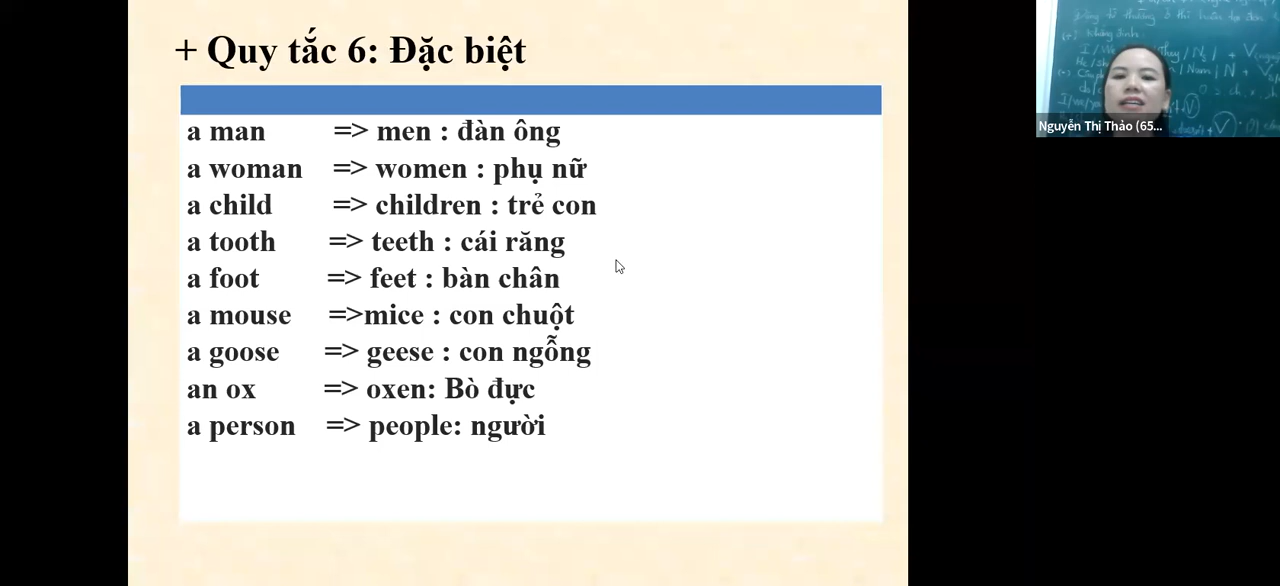 + Quy tắc 6: Đặc biệt
a man => men : đàn ông
a woman => women : phụ nữ
a child => children : trẻ con
a tooth => teeth : cái răng
a foot => feet : bàn chân
a mouse =>mice : con chuột
a goose => geese : con ngỗng
an ox => oxen: Bò đực
a person => people: người
Nguyễn Thị Thảo (65...